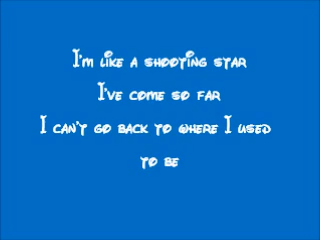 I'm like a shooting star
I've come so far
I can't go back to where I used
to be